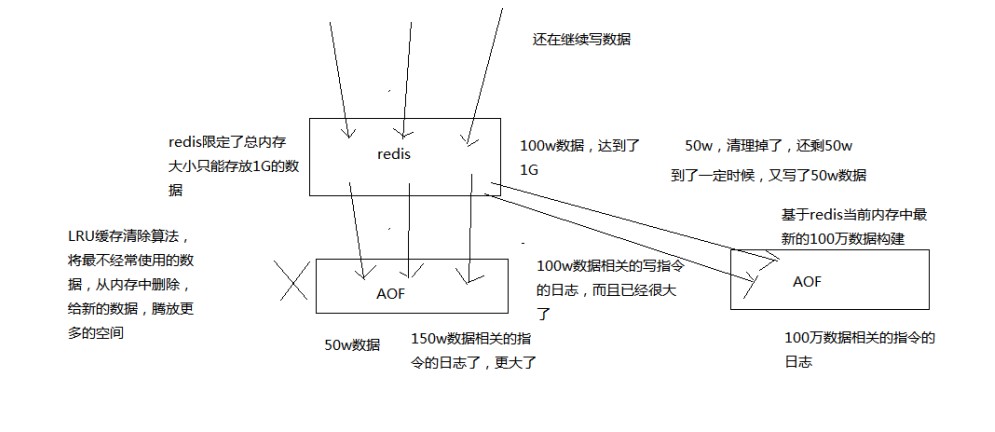 还在继续写数据
redis限定了总内存
大小只能存放1G的数
据
redis
100w数据，达到了
1G
50w，清理掉了，还剩50w
到了一定时候，又写了50w数据
基于redis当前内存中最
新的100万数据构建
LRU缓存清除算法，
将最不经常使用的数
据，从内存中删除，
给新的数据，腾放更
多的空间
AOF
100w数据相关的写指令
的日志，而且已经很大
了
AOF
50w数据
150w数据相关的指
令的日志了，更大了
100万数据相关的指令的
日志